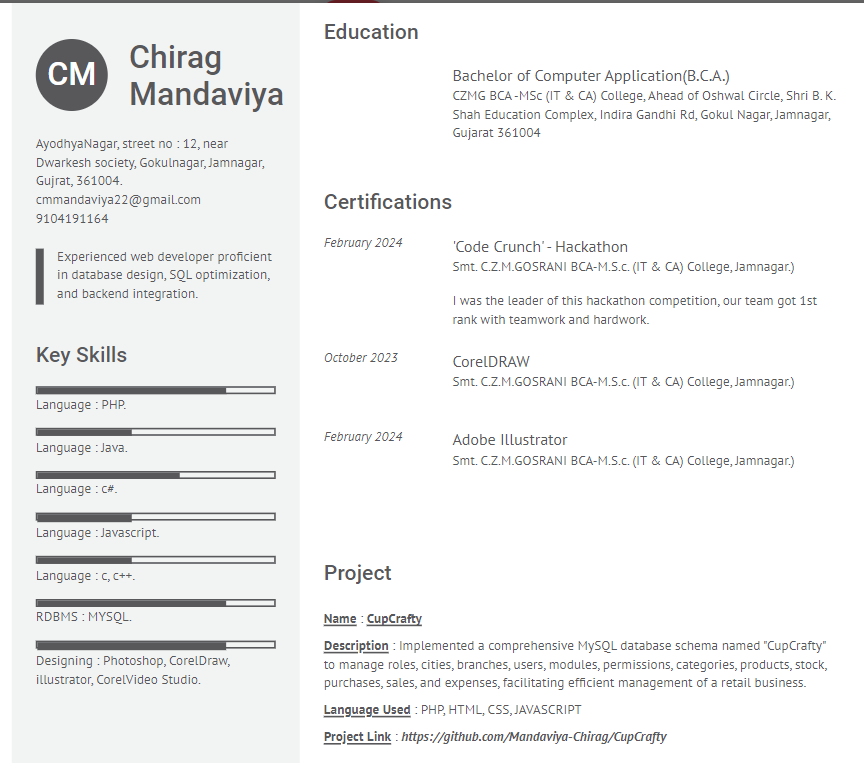 CM
Chirag
Mandaviya
AyodhyaNagar, street no : 12, near
Dwarkesh society, Gokulnagar, Jamnagar,
Gujrat, 361004.
cmmandaviya22@gmail.com
9104191164
Experienced web developer proficient
in database design, SQL optimization,
and backend integration.
Key Skills
Language : PHP.
Language : Java.
Language : c#.
Language : Javascript.
Language : c, c++.
RDBMS : MYSQL.
Designing : Photoshop, CorelDraw,
illustrator, CorelVideo Studio.
Education
Bachelor of Computer Application(B.C.A.)
CZMG BCA -MSc (IT & CA) College, Ahead of Oshwal Circle, Shri B. K.
Shah Education Complex, Indira Gandhi Rd, Gokul Nagar, Jamnagar,
Gujarat 361004
Certifications
February 2024
'Code Crunch' - Hackathon
Smt. C.Z.M.GOSRANI BCA-M.S.c. (IT & CA) College, Jamnagar.)
I was the leader of this hackathon competition, our team got 1st
rank with teamwork and hardwork.
October 2023
CorelDRAW
Smt. C.Z.M.GOSRANI BCA-M.S.c. (IT & CA) College, Jamnagar.)
February 2024
Adobe Illustrator
Smt. C.Z.M.GOSRANI BCA-M.S.c. (IT & CA) College, Jamnagar.)
Project
Name : CupCrafty
Description : Implemented a comprehensive MySQL database schema named "CupCrafty"
to manage roles, cities, branches, users, modules, permissions, categories, products, stock,
purchases, sales, and expenses, facilitating efficient management of a retail business.
Language Used : PHP, HTML, CSS, JAVASCRIPT
Project Link : https://github.com/Mandaviya-Chirag/CupCrafty